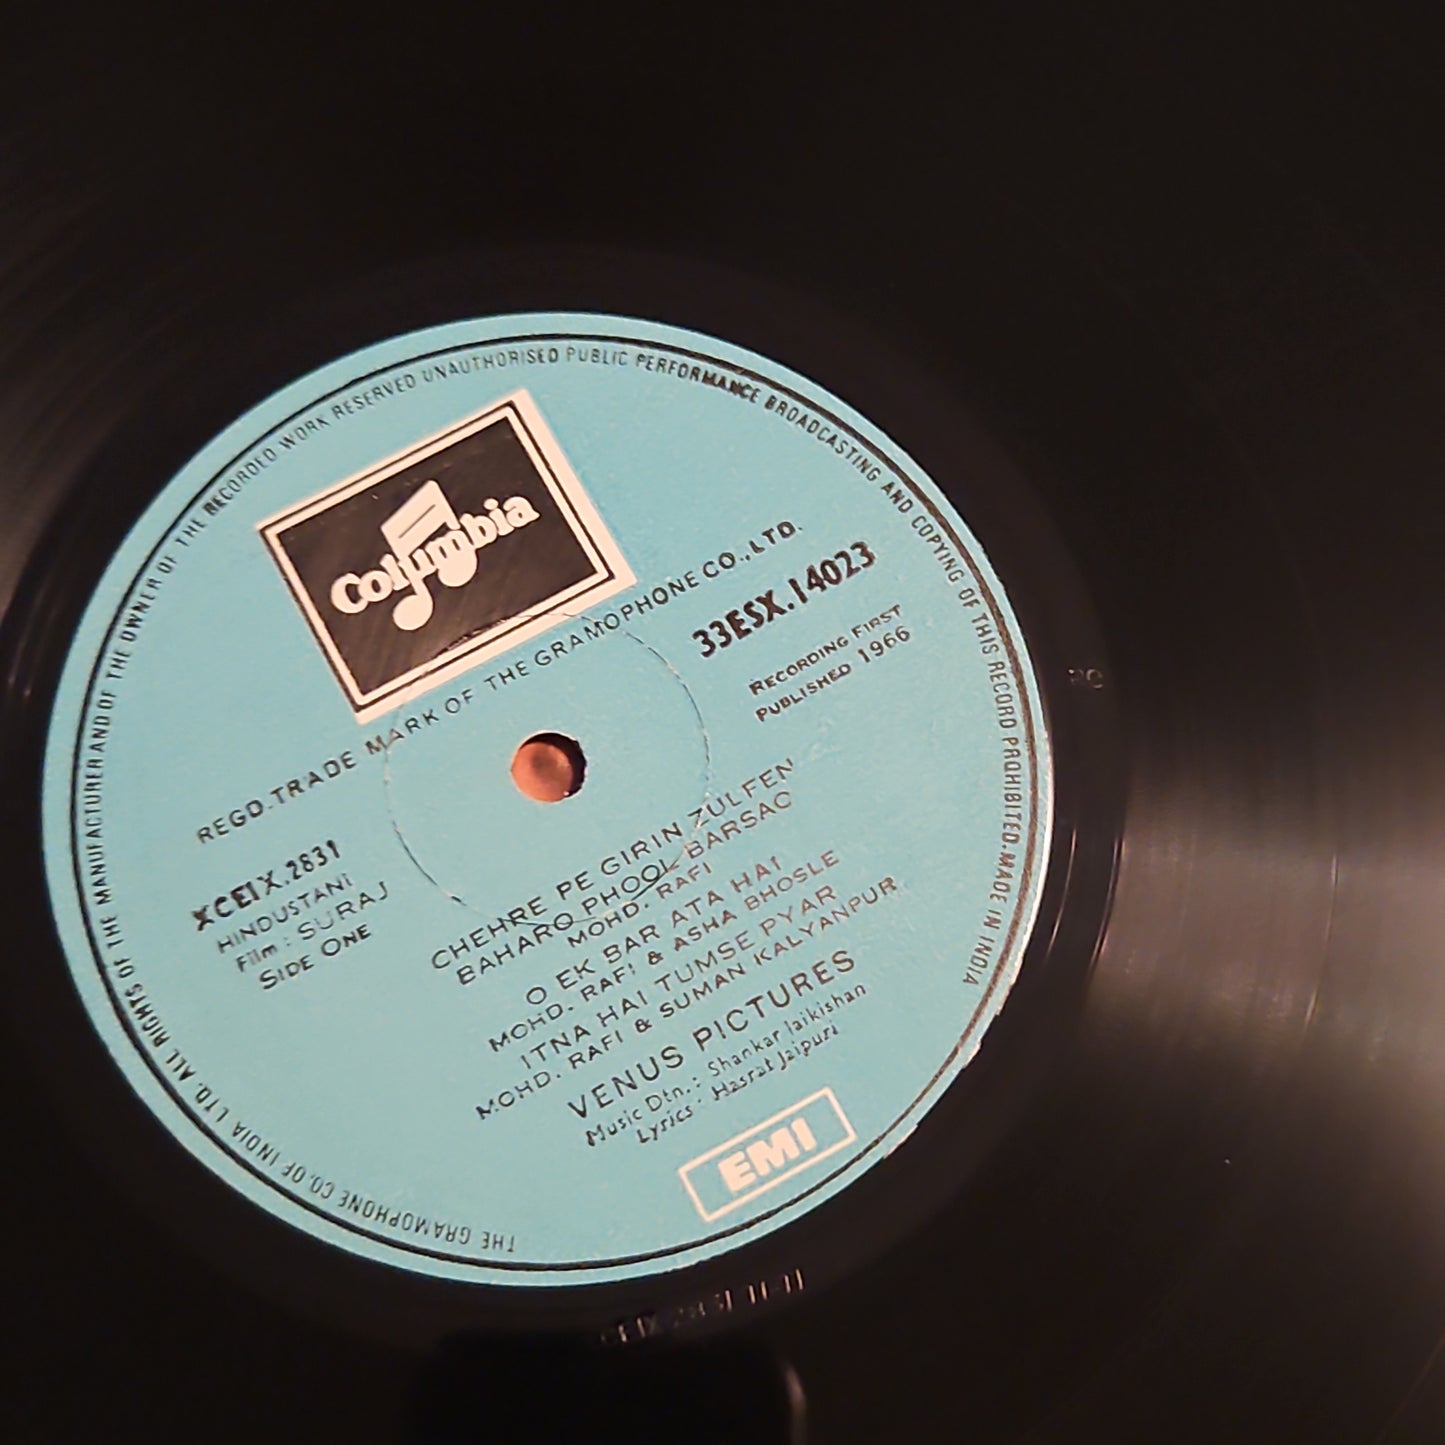 Columbia
REGD. TRADE MARK OF THE GRAMOPHONE CO., LTD.
33ESX.14023
RECORDING FIRST
PUBLISHED 1966
XCEIX.2831
HINDUSTANI
Film: SURAJ
SIDE ONE
CHEHRE PE GIRIN ZULFEN
BAHARO PHOOL BARSAO
MOHD. RAFI
O EK BAR ATA HAI
MOHD. RAFI & ASHA BHOSLE
ITNA HAI TUMSE PYAR
MOHD. RAFI & SUMAN KALYANPUR
VENUS PICTURES
Music Dtn.: Shankar Jaikishan
Lyrics: Hasrat Jaipuri
EMI
THE GRAMOPHONE CO. OF INDIA LTD. ALL RIGHTS OF THE MANUFACTURER AND OF THE OWNER OF THE RECORDED WORK RESERVED UNAUTHORISED PUBLIC PERFORMANCE BROADCASTING AND COPYING OF THIS RECORD PROHIBITED. MADE IN INDIA